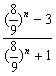 (8/9)^n − 3
(8/9)^n + 1